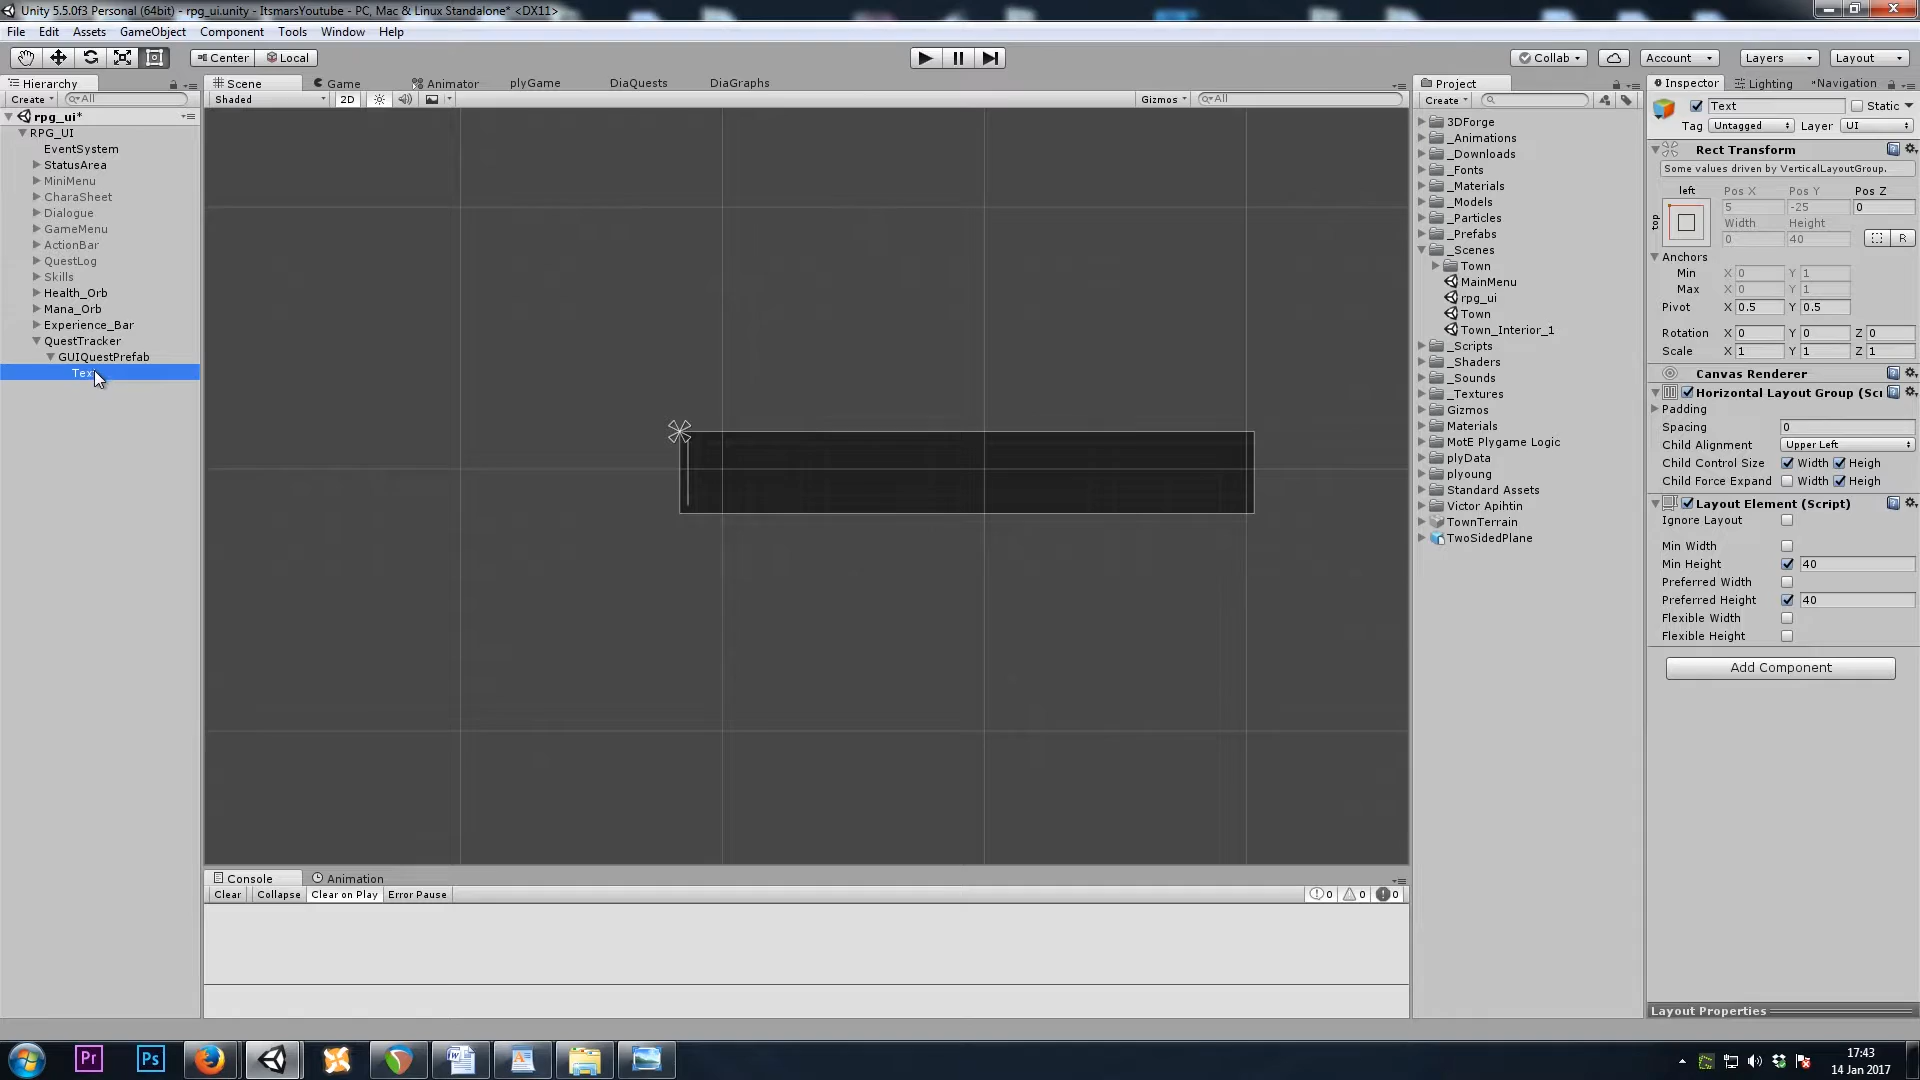 Unity 5.5.0f3 Personal (64bit) - rpg_ui.unity - ItsmarsYoutube - PC, Mac & Linux Standalone* <DX11>
File Edit Assets GameObject Component Tools Window Help
Center Local Collab Account Layers Layout
Hierarchy Scene Game Animator plyGame DiaQuests DiaGraphs Project Inspector Lighting *Navigation
Create All Shaded 2D Gizmos All Create
rpg_ui*
RPG_UI
EventSystem
StatusArea
MiniMenu
CharaSheet
Dialogue
GameMenu
ActionBar
QuestLog
Skills
Health_Orb
Mana_Orb
Experience_Bar
QuestTracker
GUIQuestPrefab
3DForge
_Animations
_Downloads
_Fonts
_Materials
_Models
_Particles
_Prefabs
_Scenes
Town
MainMenu
rpg_ui
Town
Town_Interior_1
_Scripts
_Shaders
_Sounds
_Textures
Gizmos
Materials
MotE Plygame Logic
plyData
plyoung
Standard Assets
Victor Apihtin
TownTerrain
TwoSidedPlane
Text Static
Tag Untagged Layer UI
Rect Transform
Some values driven by VerticalLayoutGroup.
left Pos X Pos Y Pos Z
top 5 -25 0
Width Height
0 40 R
Anchors
Min X 0 Y 1
Max X 0 Y 1
Pivot X 0.5 Y 0.5
Rotation X 0 Y 0 Z 0
Scale X 1 Y 1 Z 1
Canvas Renderer
Horizontal Layout Group (Scr
Padding
Spacing 0
Child Alignment Upper Left
Child Control Size Width Heigh
Child Force Expand Width Heigh
Layout Element (Script)
Ignore Layout
Min Width
Min Height 40
Preferred Width
Preferred Height 40
Flexible Width
Flexible Height
Add Component
Layout Properties
Console Animation
Clear Collapse Clear on Play Error Pause 0 0 0
Pr Ps 17:43
14 Jan 2017